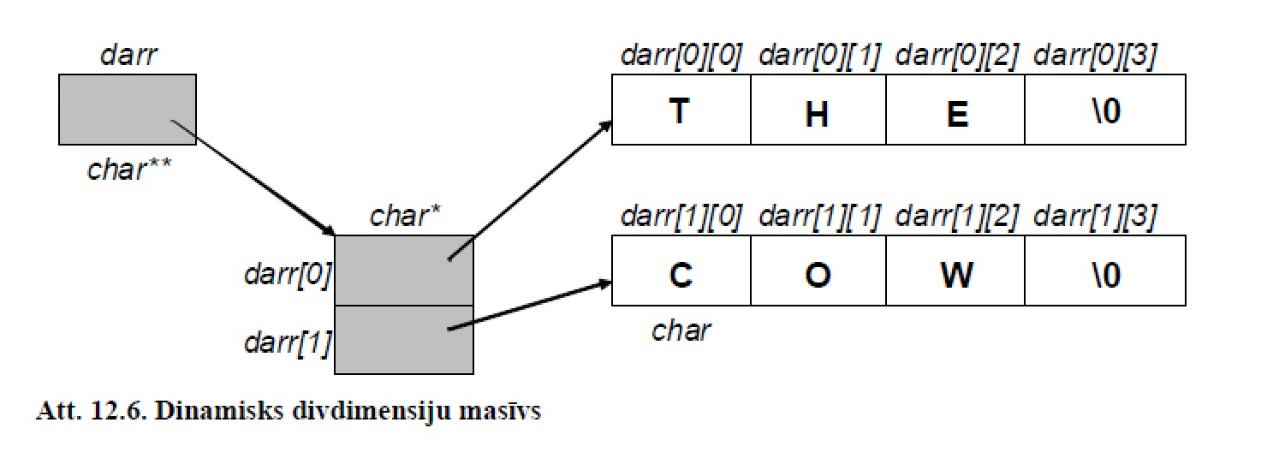 darr
darr[0][0] darr[0][1] darr[0][2] darr[0][3]
T H E \0
char**
char*
darr[1][0] darr[1][1] darr[1][2] darr[1][3]
darr[0]
C O W \0
darr[1]
char
Att. 12.6. Dinamisks divdimensiju masīvs